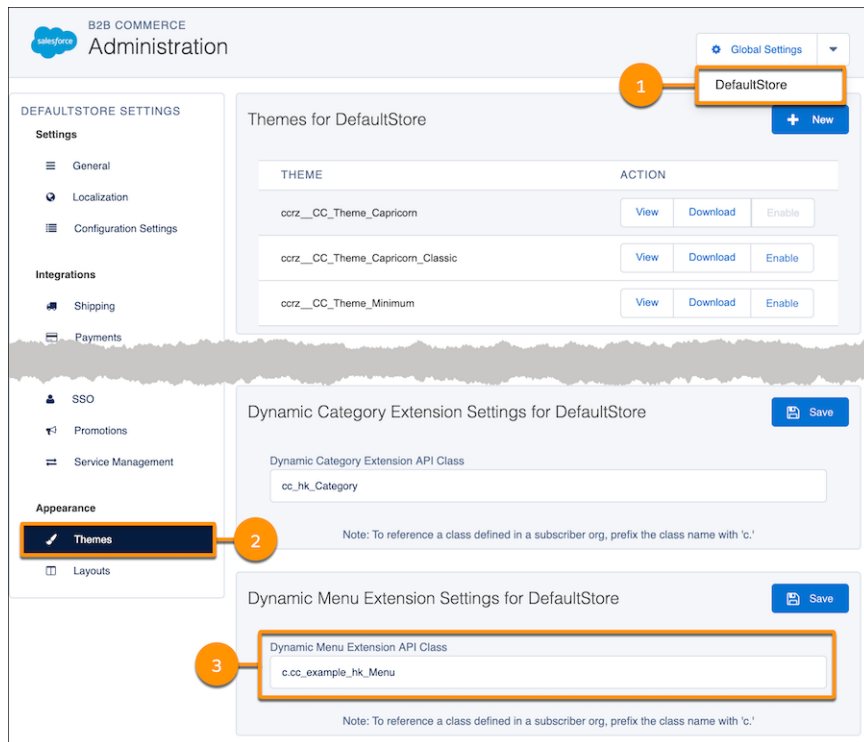 salesforce
B2B COMMERCE
Administration
Global Settings
1
DefaultStore
DEFAULTSTORE SETTINGS
Settings
General
Localization
Configuration Settings
Integrations
Shipping
Payments
SSO
Promotions
Service Management
Appearance
Themes
2
Layouts
Themes for DefaultStore
+ New
THEME ACTION
ccrz__CC_Theme_Capricorn View Download Enable
ccrz__CC_Theme_Capricorn_Classic View Download Enable
ccrz__CC_Theme_Minimum View Download Enable
Dynamic Category Extension Settings for DefaultStore
Save
Dynamic Category Extension API Class
cc_hk_Category
Note: To reference a class defined in a subscriber org, prefix the class name with 'c.'
Dynamic Menu Extension Settings for DefaultStore
Save
3
Dynamic Menu Extension API Class
c.cc_example_hk_Menu
Note: To reference a class defined in a subscriber org, prefix the class name with 'c.'